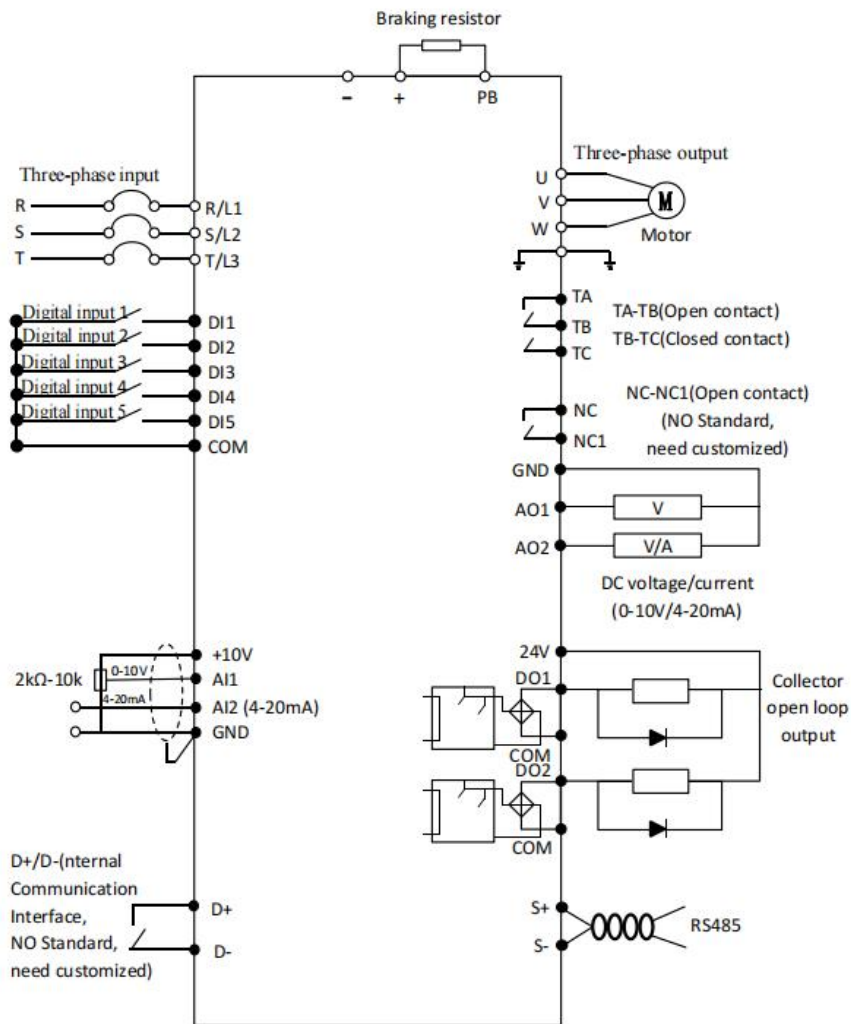 Braking resistor
- + PB
Three-phase input
R R/L1
S S/L2
T T/L3
Three-phase output
U
V
W
M
Motor
Digital input 1 DI1
Digital input 2 DI2
Digital input 3 DI3
Digital input 4 DI4
Digital input 5 DI5
COM
TA
TB
TC
TA-TB(Open contact)
TB-TC(Closed contact)
NC
NC1
NC-NC1(Open contact)
(NO Standard,
need customized)
GND
AO1 V
AO2 V/A
DC voltage/current
(0-10V/4-20mA)
2kΩ-10k
+10V
0-10V AI1
4-20mA AI2 (4-20mA)
GND
24V
DO1
COM
DO2
COM
Collector
open loop
output
D+/D-(nternal
Communication
Interface,
NO Standard,
need customized)
D+
D-
S+
S-
RS485